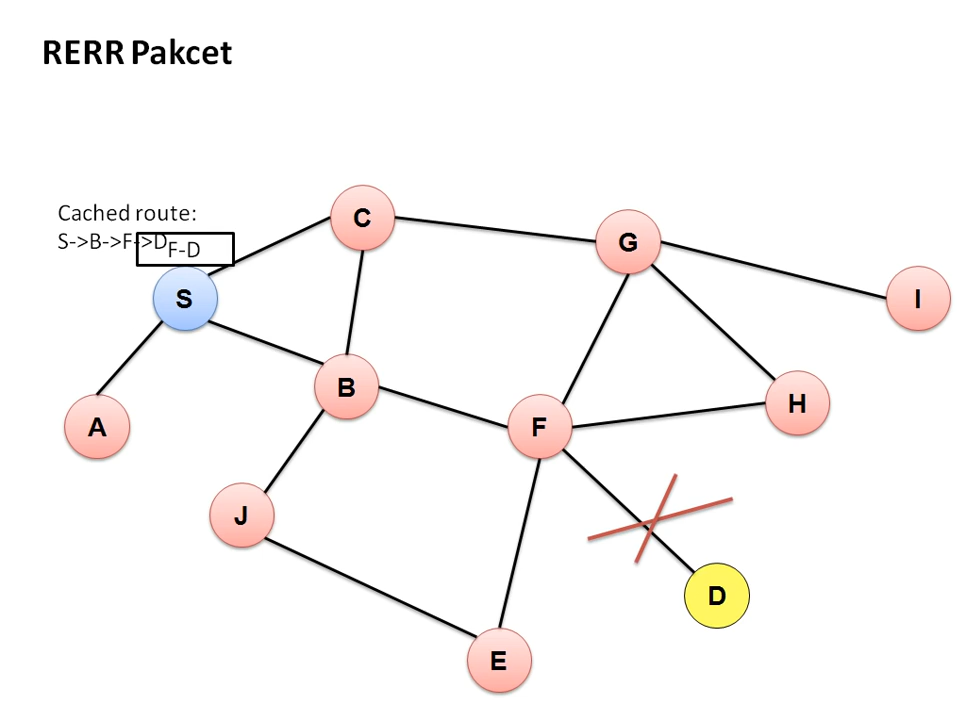 RERR Pakcet
Cached route:
S->B->F->D
F-D
C
G
S
I
B
H
A
F
J
D
E